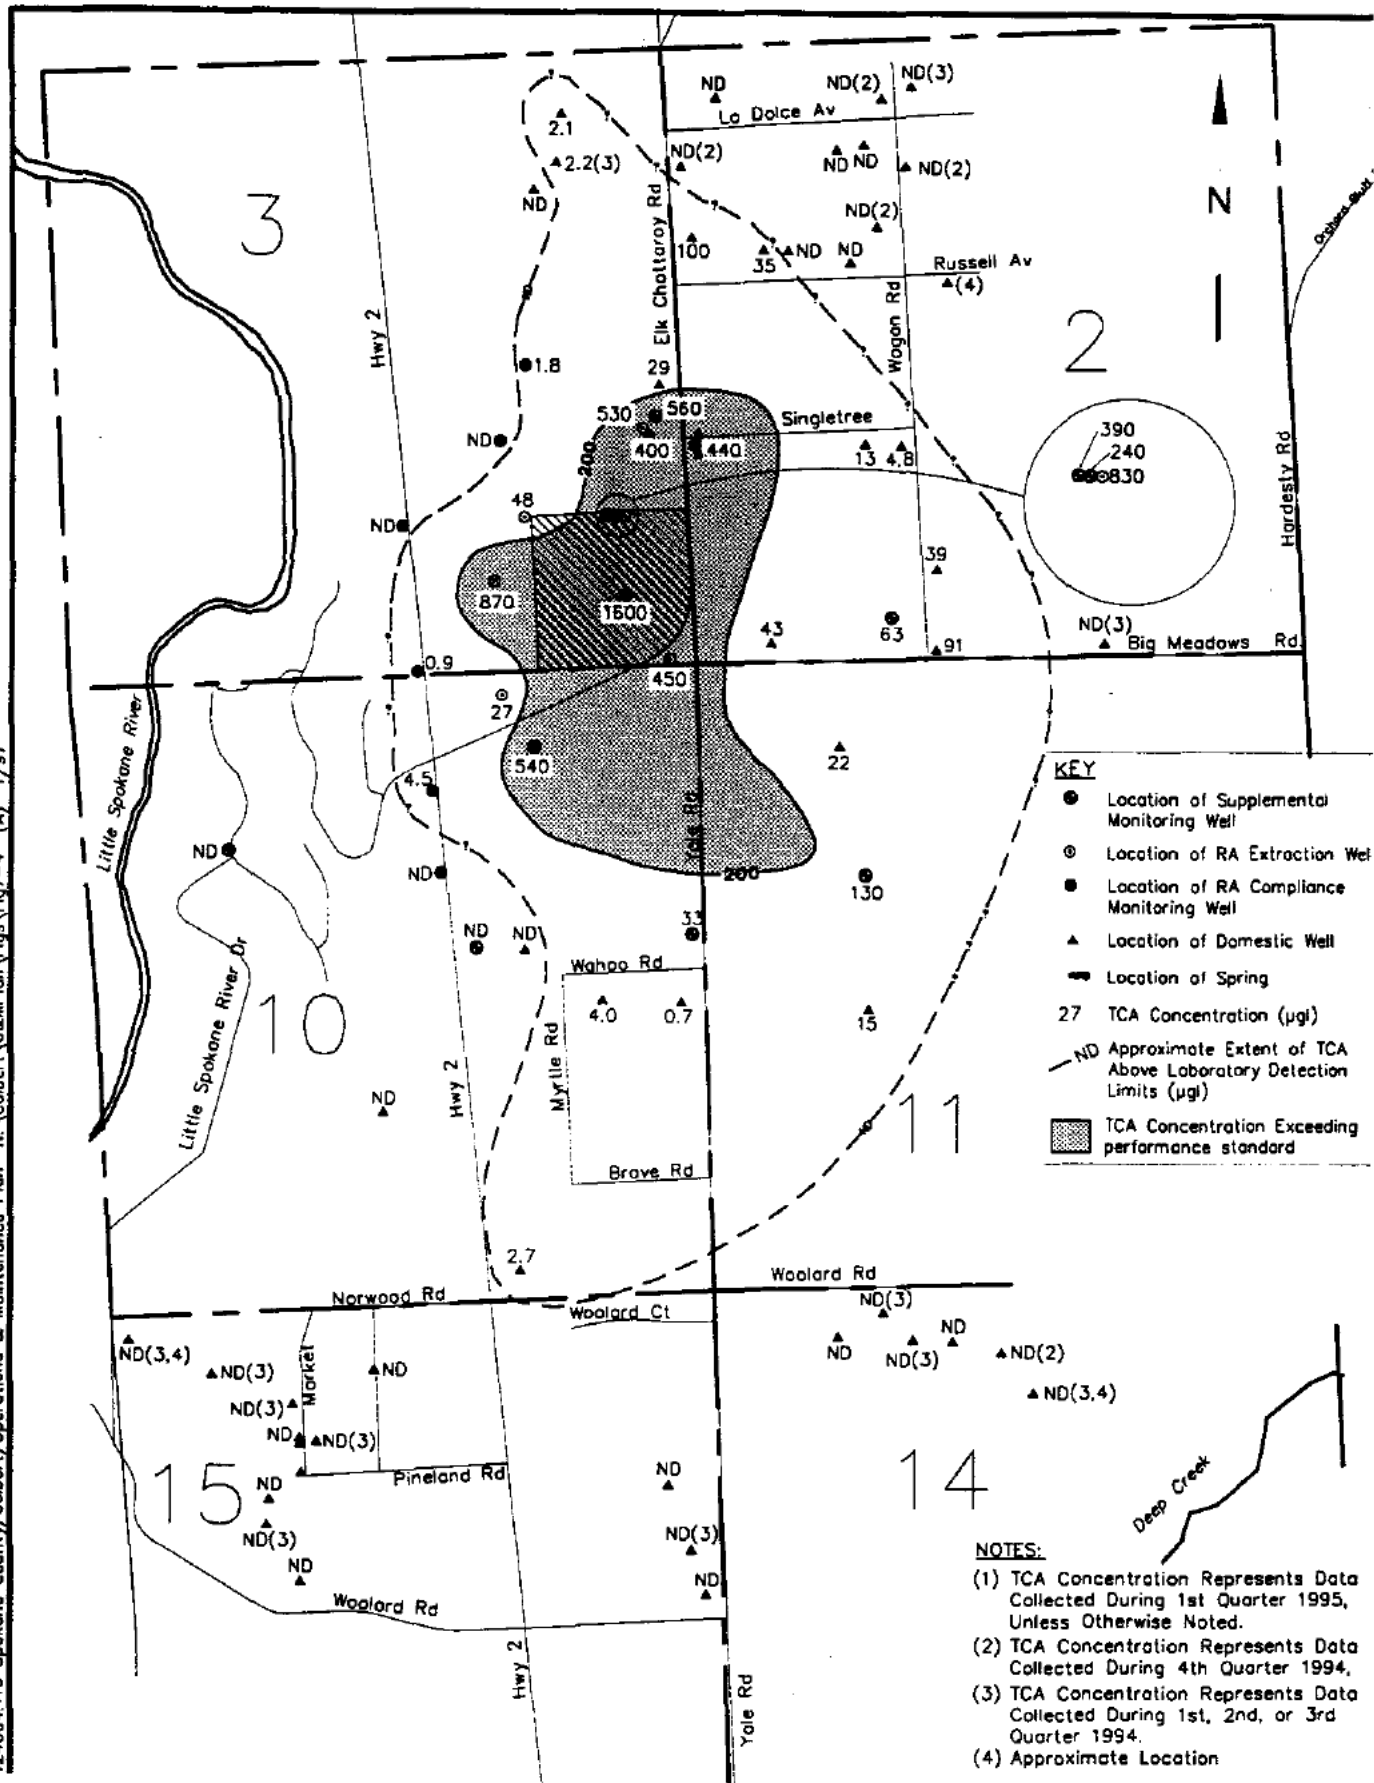 ND
ND(2)
ND(3)
La Dolce Av
2.1
2.2(3)
ND
ND(2)
ND
ND
ND(2)
3
N
ND(2)
Elk Chattaroy Rd
100
35
ND
ND
Russell Av
(4)
Hwy 2
Wagon Rd
2
1.8
29
530
560
Singletree
400
440
13
4.8
390
240
830
ND
200
48
ND
Hardesty Rd
39
870
1600
43
63
ND(3)
91
Big Meadows Rd.
0.9
450
27
Little Spokane River
540
22
4.5
Yale Rd
ND
ND
200
130
33
ND
ND
Wahoo Rd
Little Spokane River Dr
10
4.0
0.7
15
Myrtle Rd
Hwy 2
ND
11
Brave Rd
KEY
Location of Supplemental
Monitoring Well
Location of RA Extraction Wel
Location of RA Compliance
Monitoring Well
Location of Domestic Well
Location of Spring
27 TCA Concentration (µgl)
ND Approximate Extent of TCA
Above Laboratory Detection
Limits (µgl)
TCA Concentration Exceeding
performance standard
2.7
Woolard Rd
Norwood Rd
Woolard Ct
ND(3)
ND
ND(3)
ND
ND(2)
ND(3,4)
ND(3,4)
ND(3)
Market
ND
ND(3)
ND
ND(3)
Pineland Rd
15
ND
ND(3)
ND
Woolard Rd
ND
ND(3)
ND
14
Deep Creek
Hwy 2
Yale Rd
NOTES:
(1) TCA Concentration Represents Data
Collected During 1st Quarter 1995,
Unless Otherwise Noted.
(2) TCA Concentration Represents Data
Collected During 4th Quarter 1994,
(3) TCA Concentration Represents Data
Collected During 1st, 2nd, or 3rd
Quarter 1994.
(4) Approximate Location